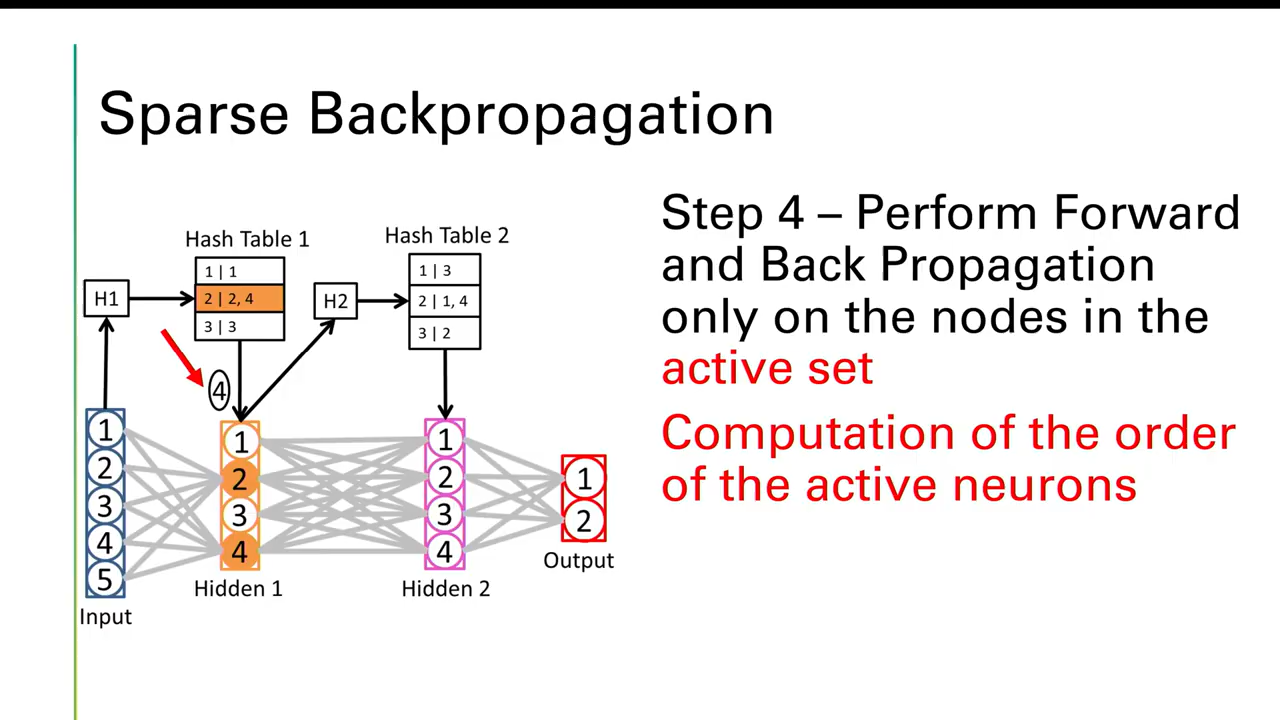 Sparse Backpropagation
Step 4 – Perform Forward
and Back Propagation
only on the nodes in the
active set
Computation of the order
of the active neurons
Hash Table 1
1 | 1
2 | 2, 4
3 | 3
Hash Table 2
1 | 3
2 | 1, 4
3 | 2
H1
H2
4
1
2
3
4
5
Input
1
2
3
4
Hidden 1
1
2
3
4
Hidden 2
1
2
Output